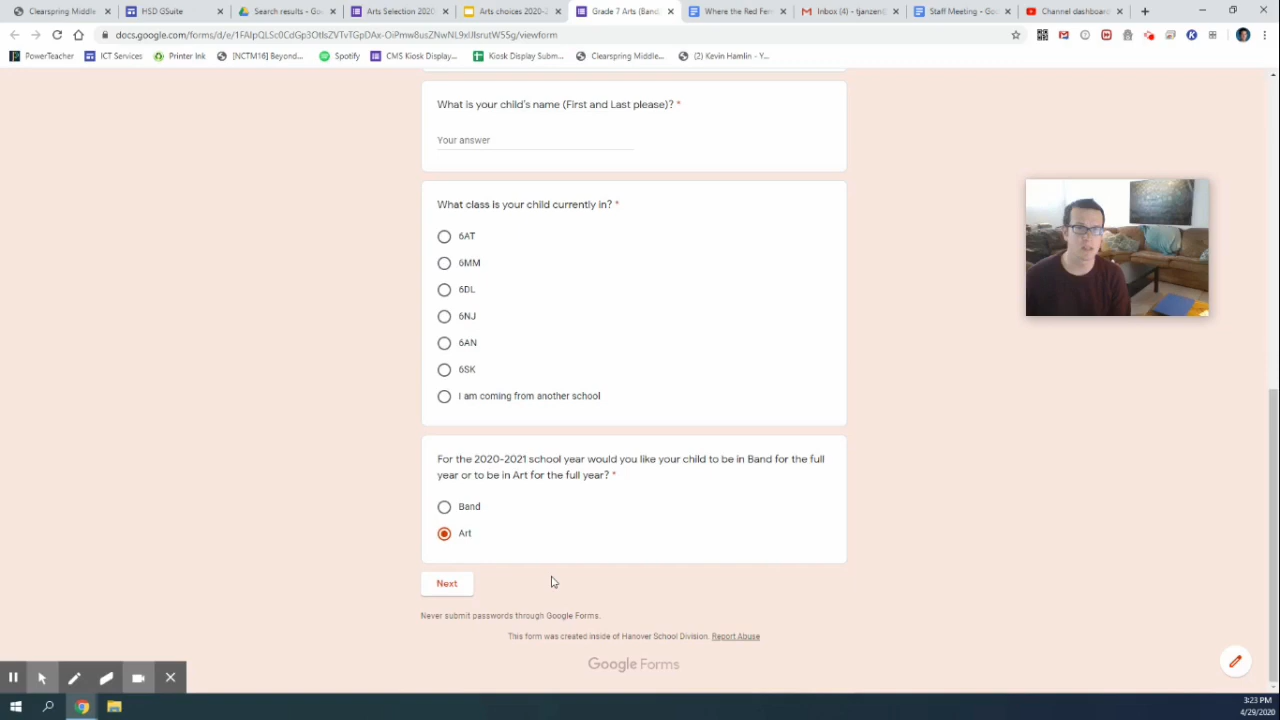 Clearspring Middle
HSD GSuite
Search results - Go
Arts Selection 2020
Arts choices 2020-2
Grade 7 Arts (Band,
Where the Red Fer
Inbox (4) - tjanzen(
Staff Meeting - Goo
Channel dashboard
PowerTeacher
ICT Services
Printer Ink
[NCTM16] Beyond...
Spotify
CMS Kiosk Display...
Kiosk Display Subm...
Clearspring Middle...
(2) Kevin Hamlin - Y...
What is your child's name (First and Last please)? *
Your answer
What class is your child currently in? *
6AT
6MM
6DL
6NJ
6AN
6SK
I am coming from another school
For the 2020-2021 school year would you like your child to be in Band for the full
year or to be in Art for the full year? *
Band
Art
Next
Never submit passwords through Google Forms.
This form was created inside of Hanover School Division. Report Abuse
Google Forms
3:23 PM
4/29/2020